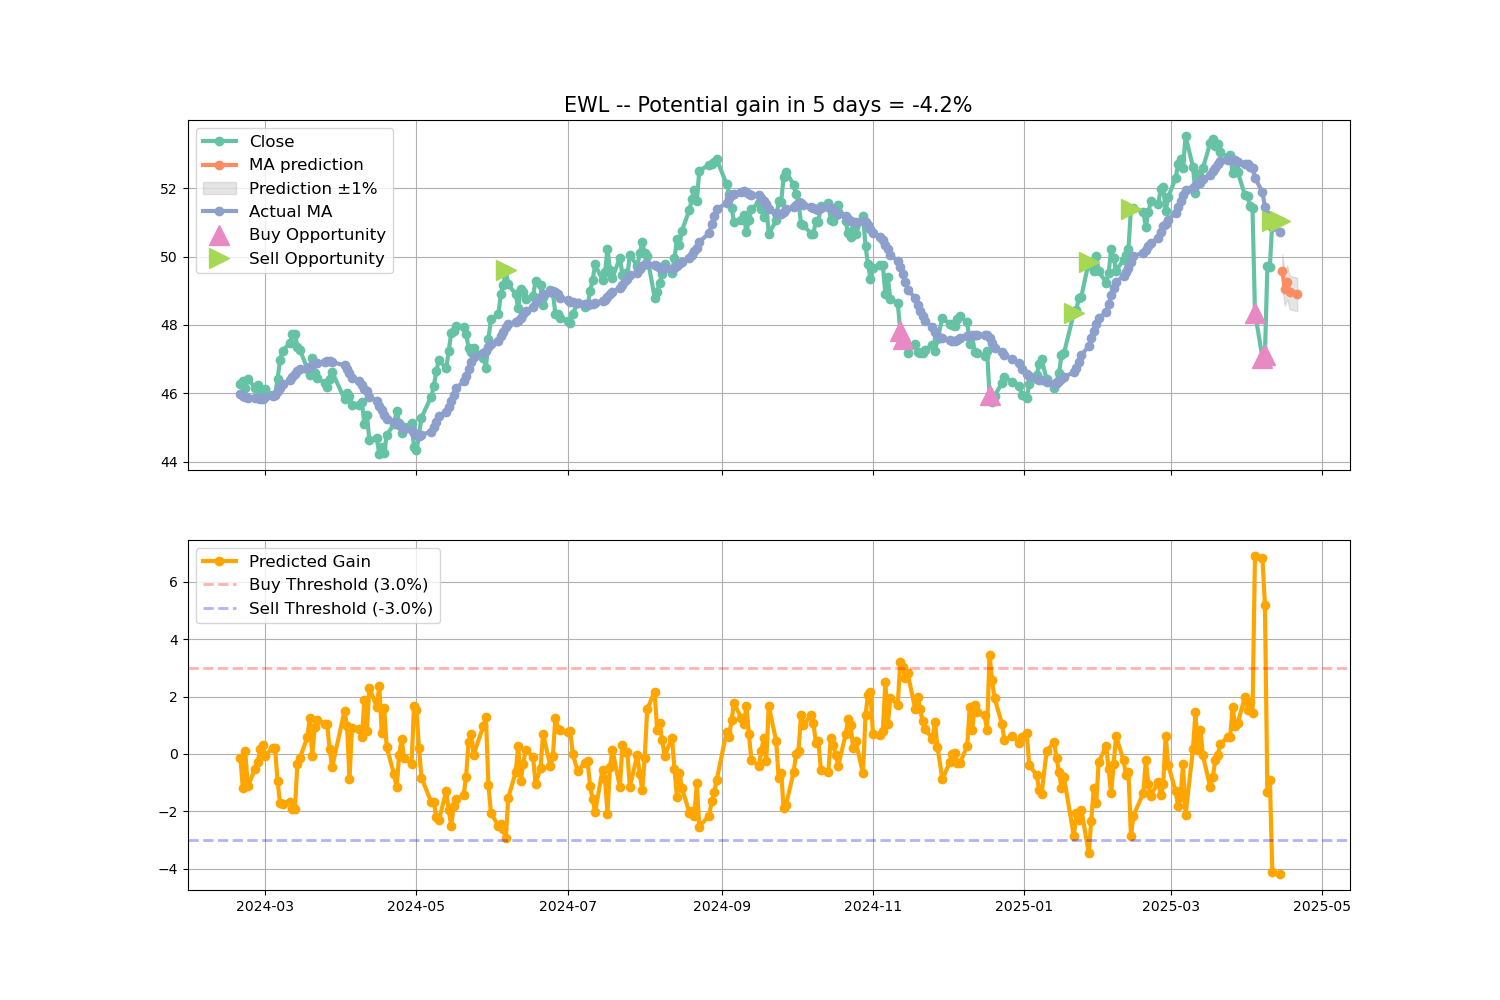 EWL -- Potential gain in 5 days = -4.2%
Close
MA prediction
Prediction ±1%
Actual MA
Buy Opportunity
Sell Opportunity
52
50
48
46
44
Predicted Gain
Buy Threshold (3.0%)
Sell Threshold (-3.0%)
6
4
2
0
−2
−4
2024-03 2024-05 2024-07 2024-09 2024-11 2025-01 2025-03 2025-05